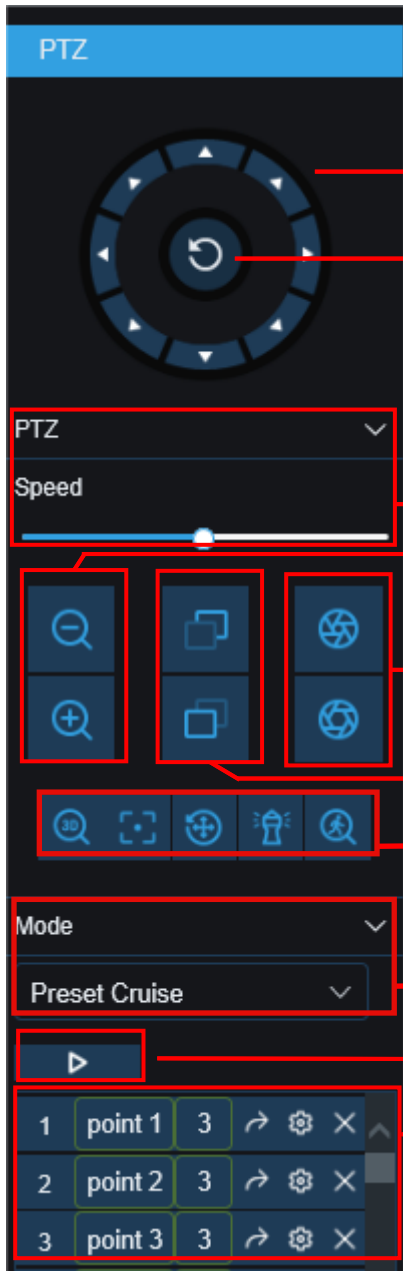 PTZ
PTZ
Speed
3D
Mode
Preset Cruise
1 point 1 3
2 point 2 3
3 point 3 3